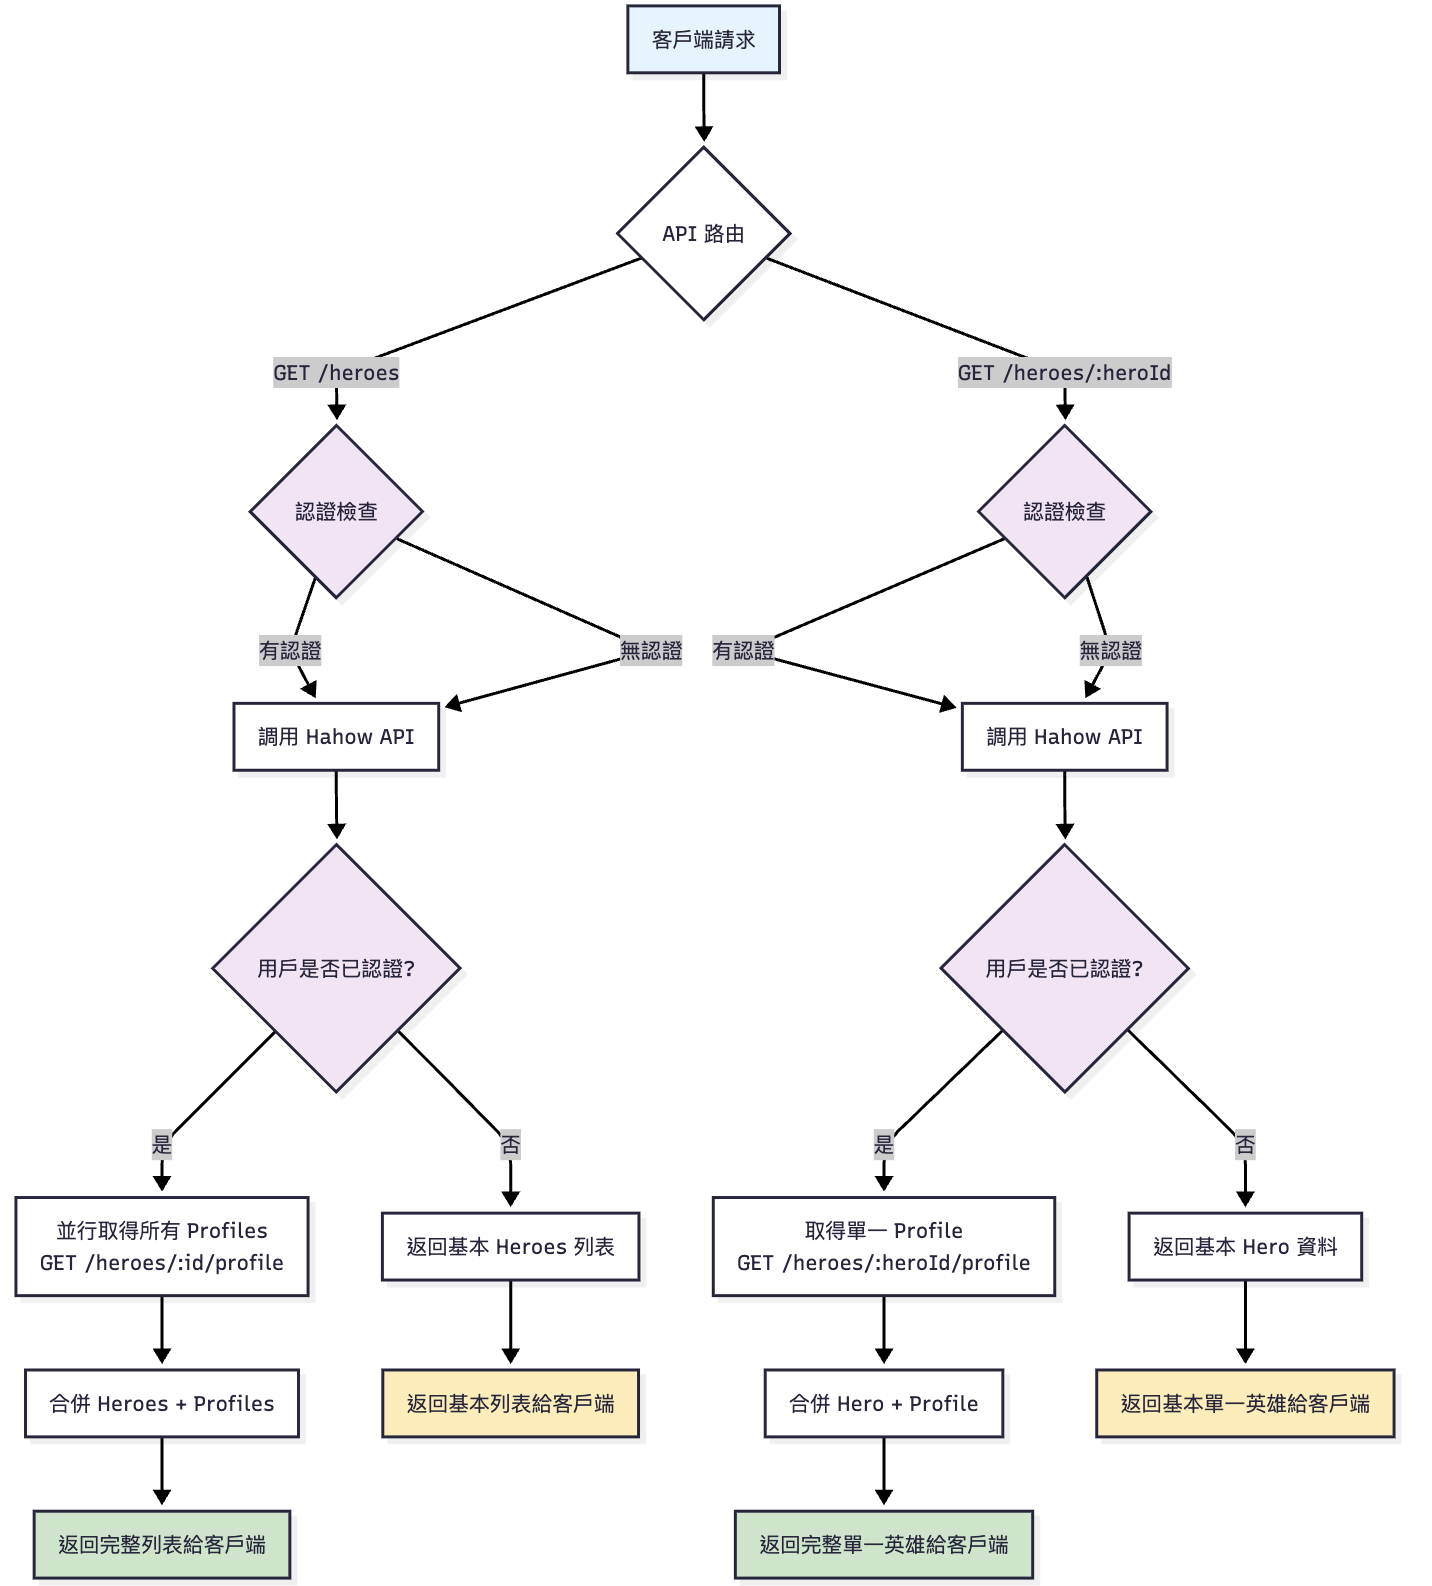 客戶端請求
API 路由
GET /heroes
GET /heroes/:heroId
認證檢查
認證檢查
有認證
無認證
有認證
無認證
調用 Hahow API
調用 Hahow API
用戶是否已認證?
用戶是否已認證?
是
否
是
否
並行取得所有 Profiles
GET /heroes/:id/profile
返回基本 Heroes 列表
取得單一 Profile
GET /heroes/:heroId/profile
返回基本 Hero 資料
合併 Heroes + Profiles
返回基本列表給客戶端
合併 Hero + Profile
返回基本單一英雄給客戶端
返回完整列表給客戶端
返回完整單一英雄給客戶端